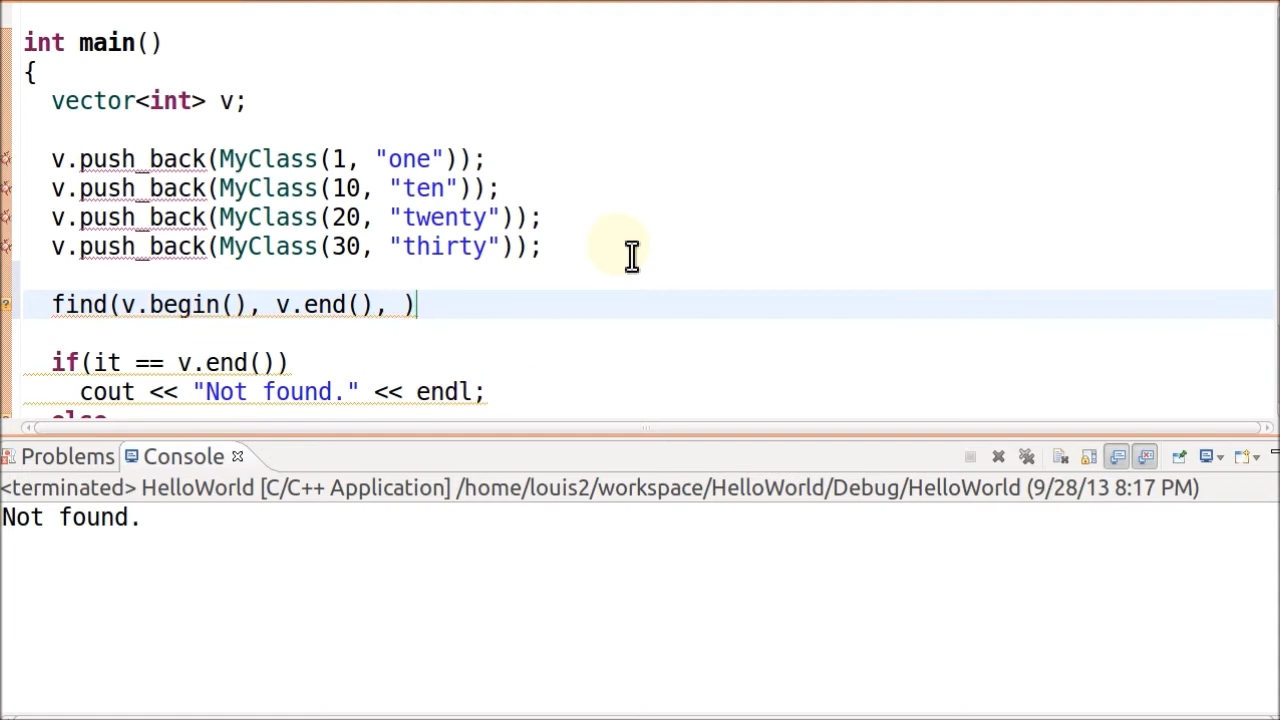 int main()
{
vector<int> v;
v.push_back(MyClass(1, "one"));
v.push_back(MyClass(10, "ten"));
v.push_back(MyClass(20, "twenty"));
v.push_back(MyClass(30, "thirty"));
find(v.begin(), v.end(), )
if(it == v.end())
cout << "Not found." << endl;
else
Problems Console
<terminated> HelloWorld [C/C++ Application] /home/louis2/workspace/HelloWorld/Debug/HelloWorld (9/28/13 8:17 PM)
Not found.